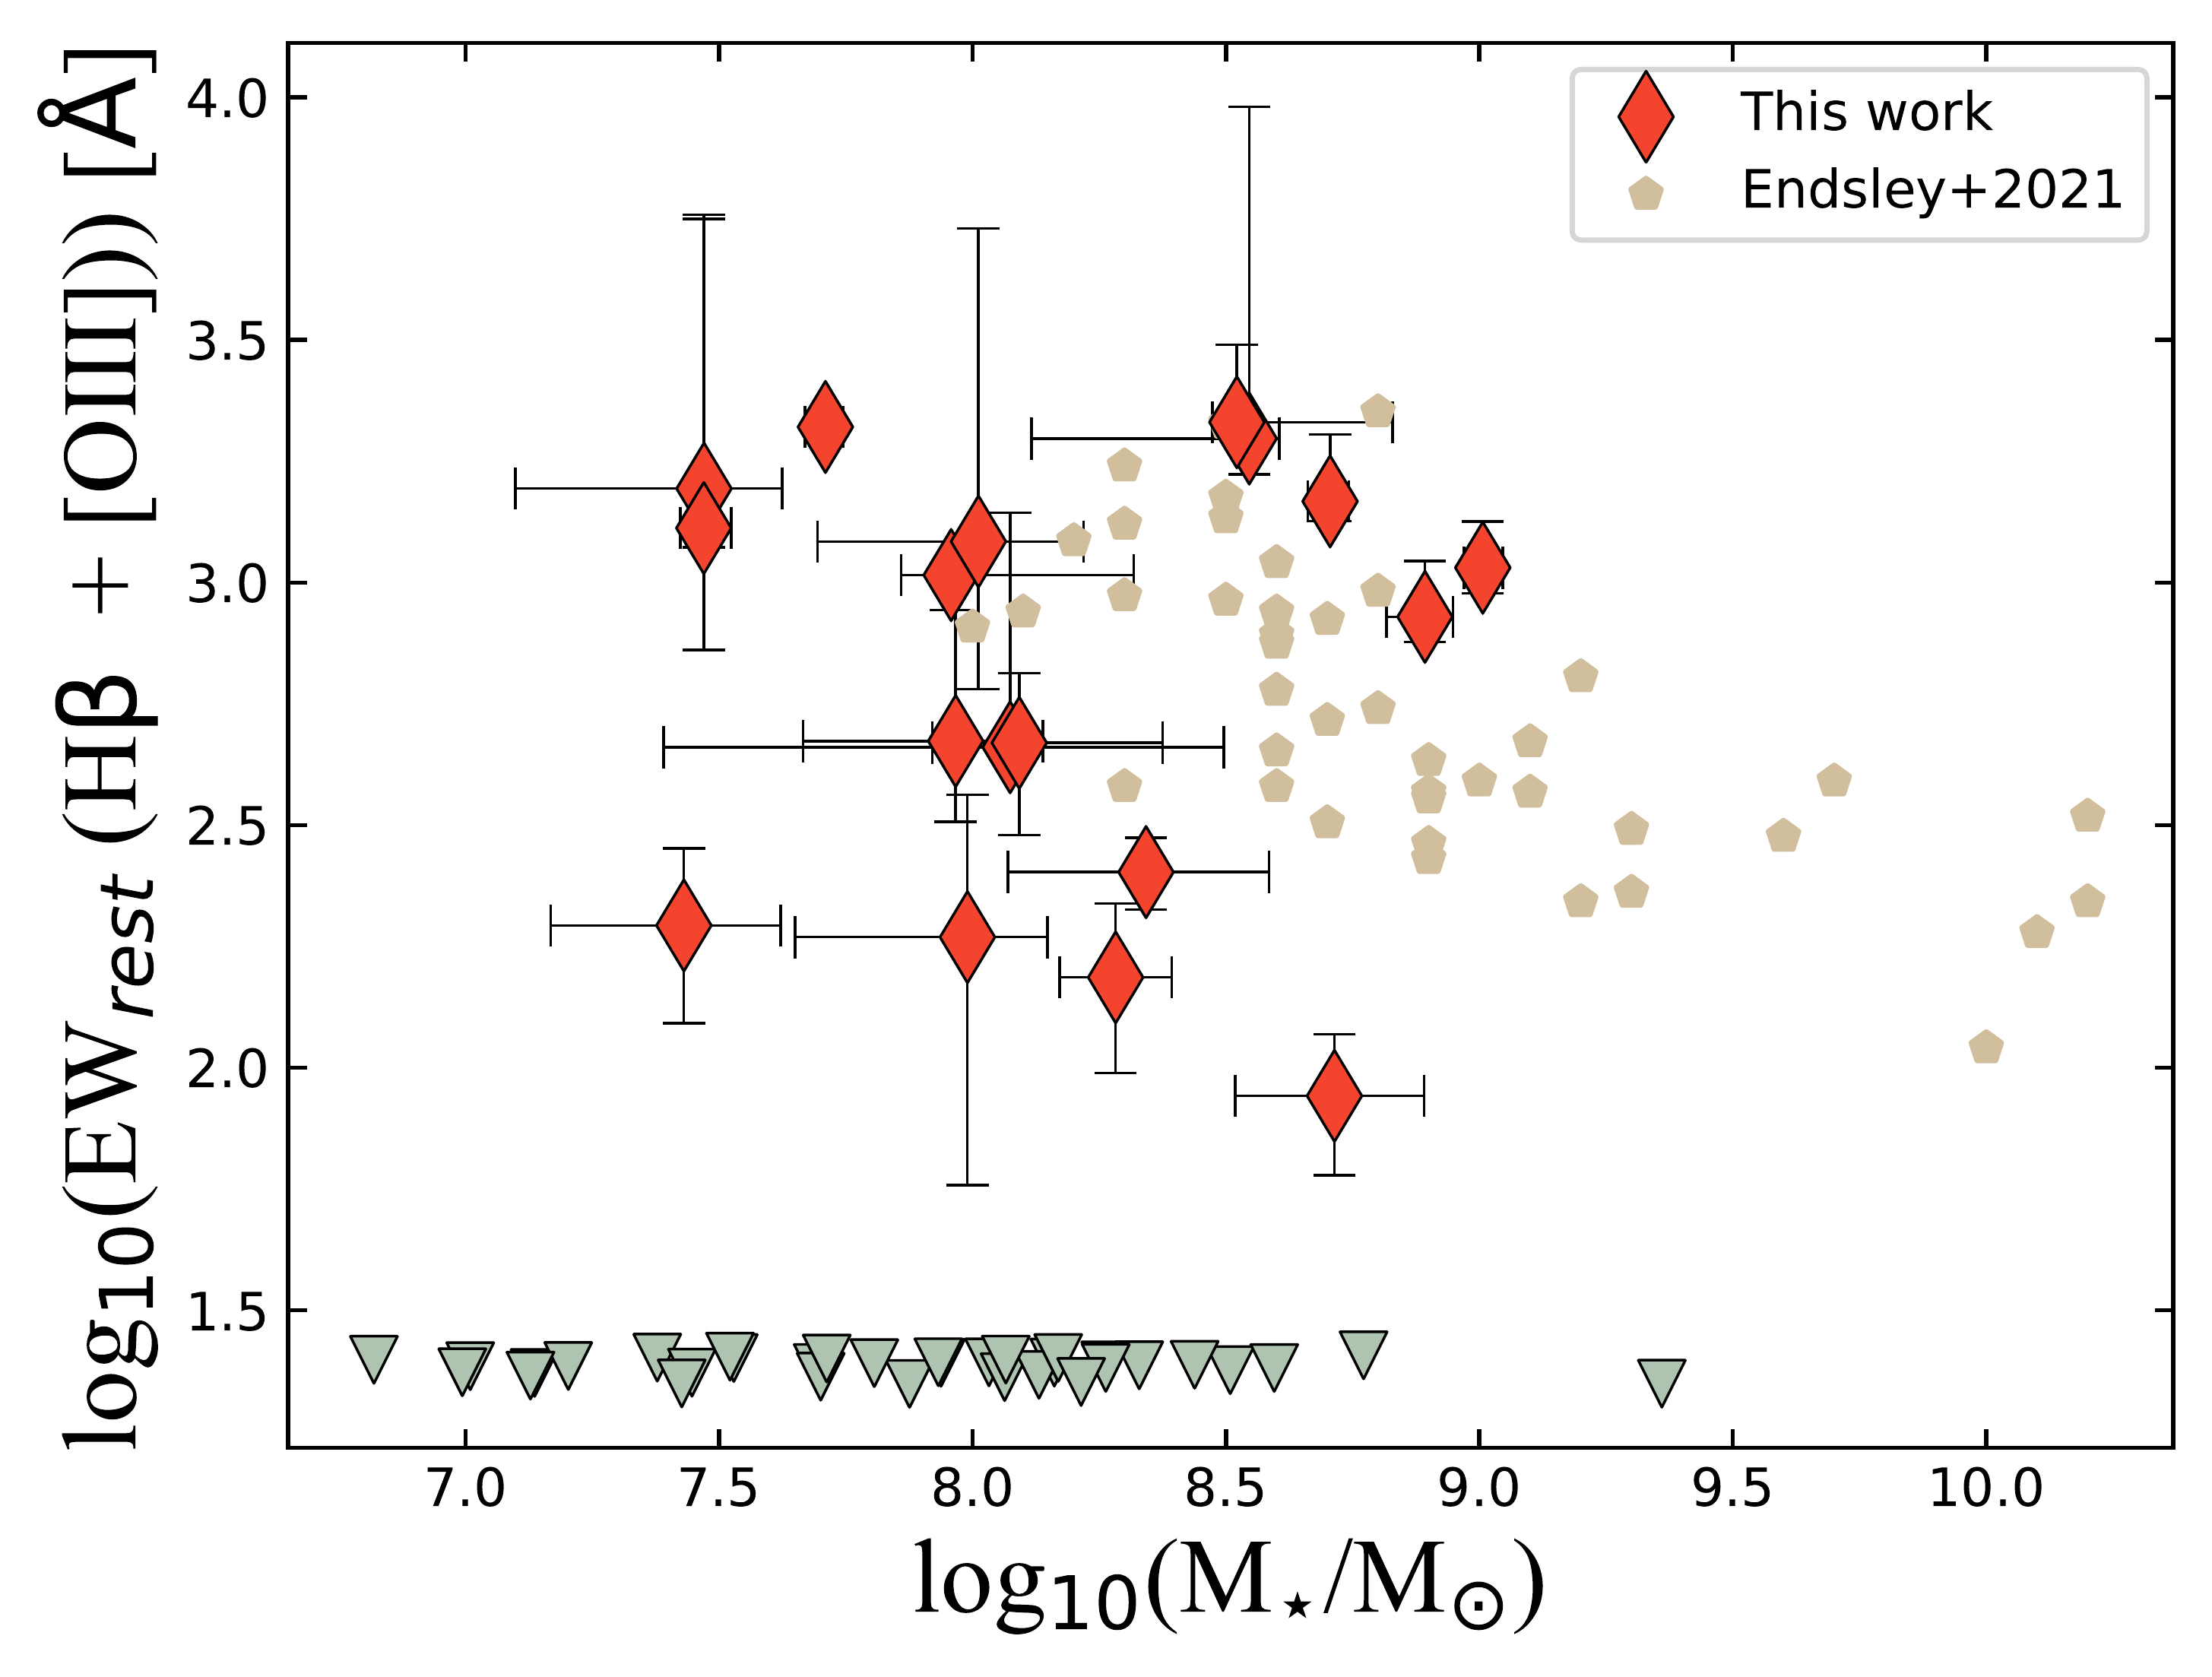 This work
Endsley+2021
log10(EWrest (Hβ + [OIII])) [Å]
4.0
3.5
3.0
2.5
2.0
1.5
7.0 7.5 8.0 8.5 9.0 9.5 10.0
log10(M⋆/M⊙)